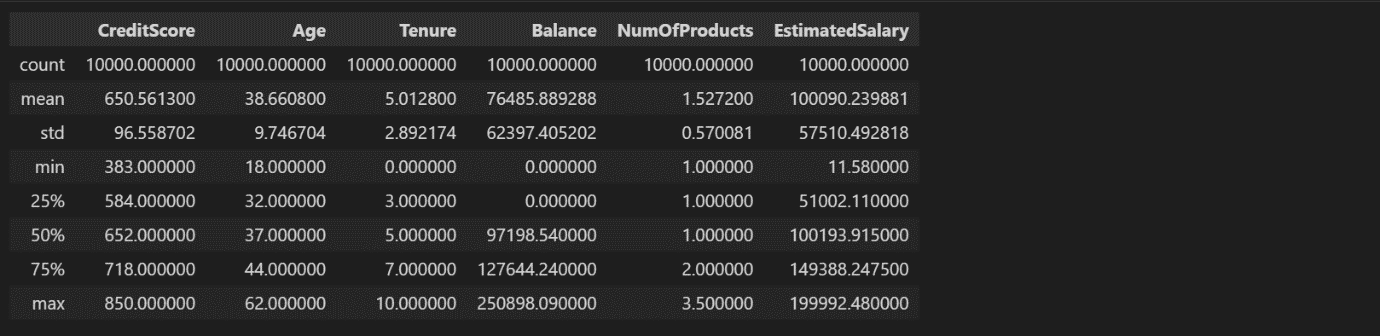 CreditScore Age Tenure Balance NumOfProducts EstimatedSalary
count 10000.000000 10000.000000 10000.000000 10000.000000 10000.000000 10000.000000
mean 650.561300 38.660800 5.012800 76485.889288 1.527200 100090.239881
std 96.558702 9.746704 2.892174 62397.405202 0.570081 57510.492818
min 383.000000 18.000000 0.000000 0.000000 1.000000 11.580000
25% 584.000000 32.000000 3.000000 0.000000 1.000000 51002.110000
50% 652.000000 37.000000 5.000000 97198.540000 1.000000 100193.915000
75% 718.000000 44.000000 7.000000 127644.240000 2.000000 149388.247500
max 850.000000 62.000000 10.000000 250898.090000 3.500000 199992.480000